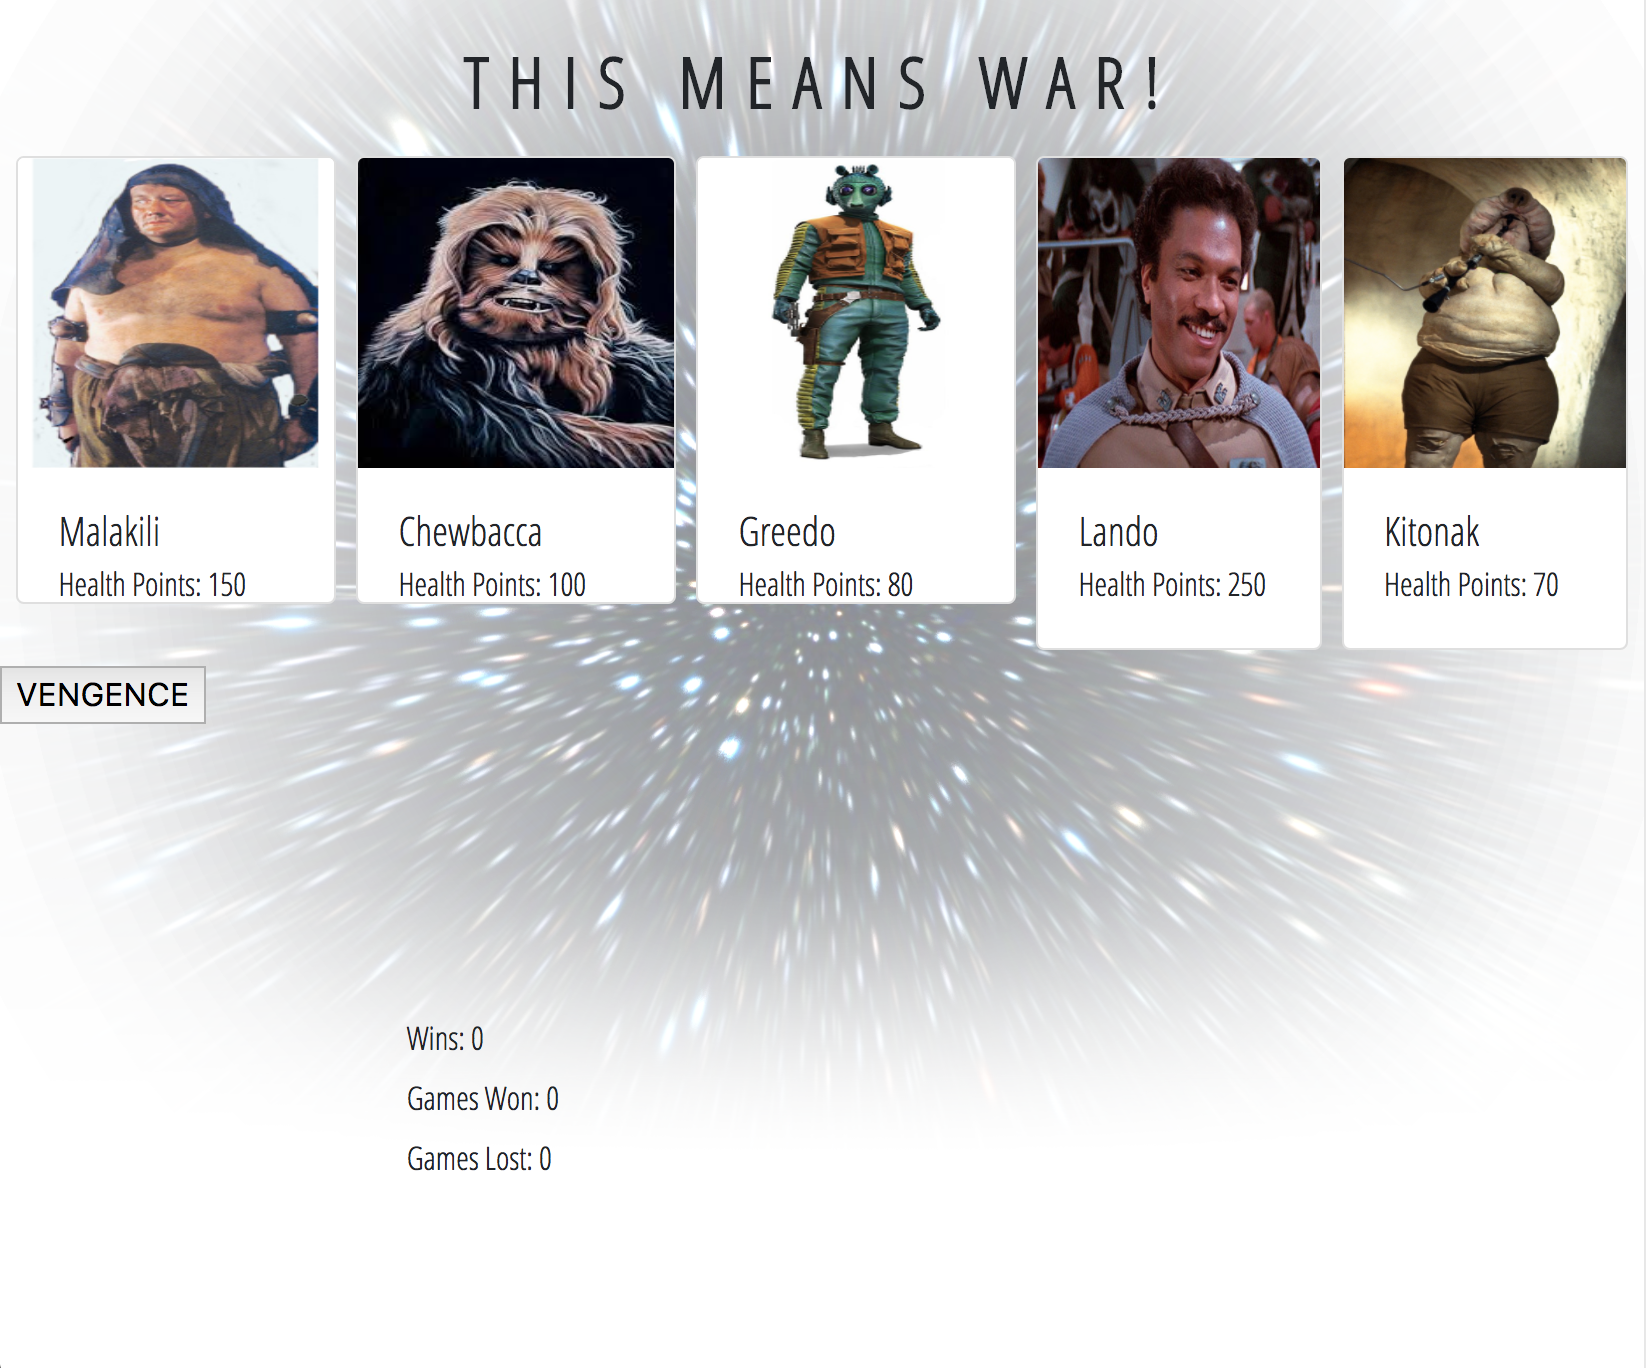 THIS MEANS WAR!
Malakili
Health Points: 150
Chewbacca
Health Points: 100
Greedo
Health Points: 80
Lando
Health Points: 250
Kitonak
Health Points: 70
VENGENCE
Wins: 0
Games Won: 0
Games Lost: 0